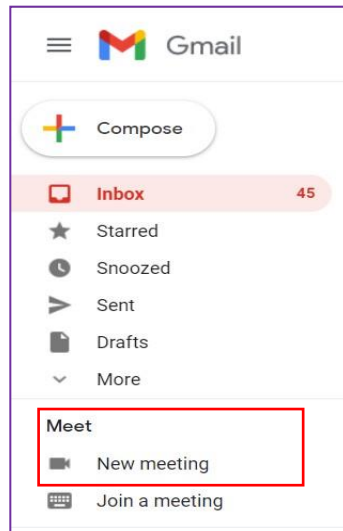 Gmail
Compose
Inbox 45
Starred
Snoozed
Sent
Drafts
More
Meet
New meeting
Join a meeting